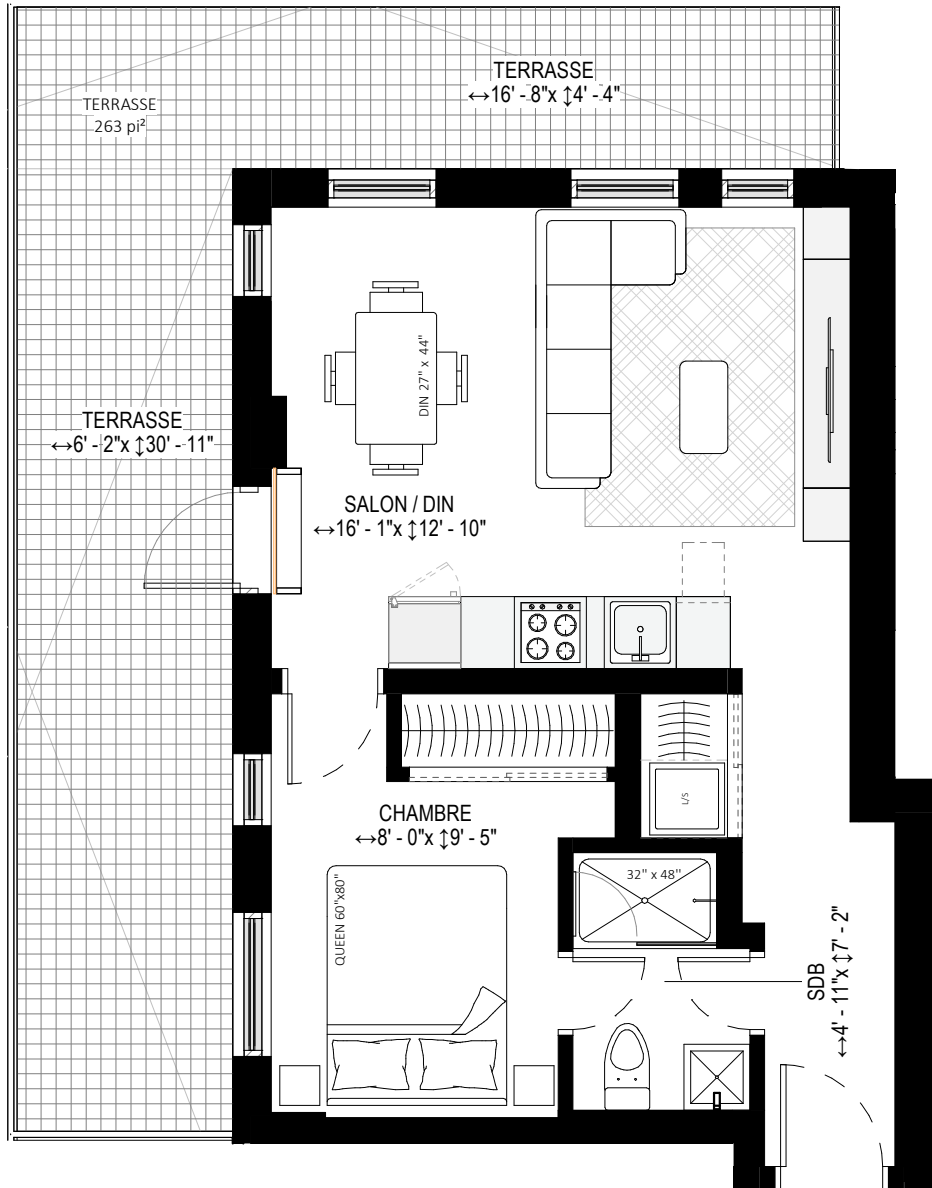 TERRASSE
↔16' - 8"x ↕4' - 4"
TERRASSE
263 pi²
TERRASSE
↔6' - 2"x ↕30' - 11"
DIN 27" x 44"
SALON / DIN
↔16' - 1"x ↕12' - 10"
L/S
CHAMBRE
↔8' - 0"x ↕9' - 5"
QUEEN 60"x80"
32" x 48"
SDB
↔4' - 11"x ↕7' - 2"